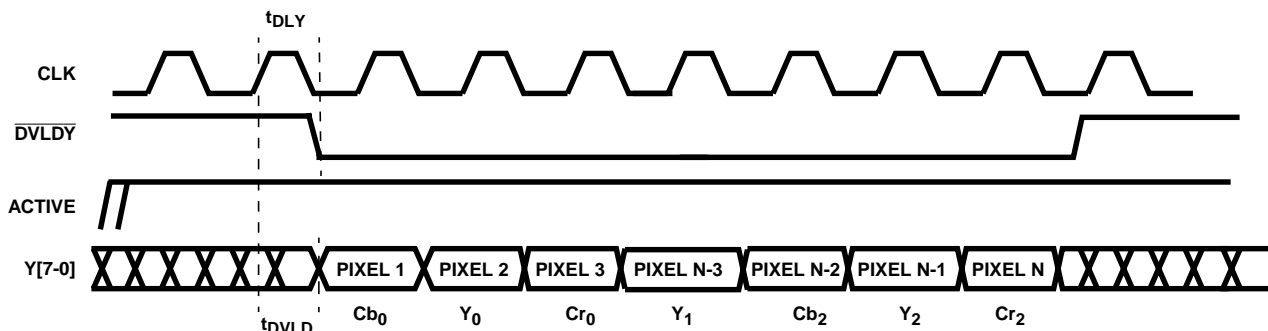 tDLY
CLK
DVLDY
ACTIVE
Y[7-0]
PIXEL 1 PIXEL 2 PIXEL 3 PIXEL N-3 PIXEL N-2 PIXEL N-1 PIXEL N
tDVLD Cb0 Y0 Cr0 Y1 Cb2 Y2 Cr2